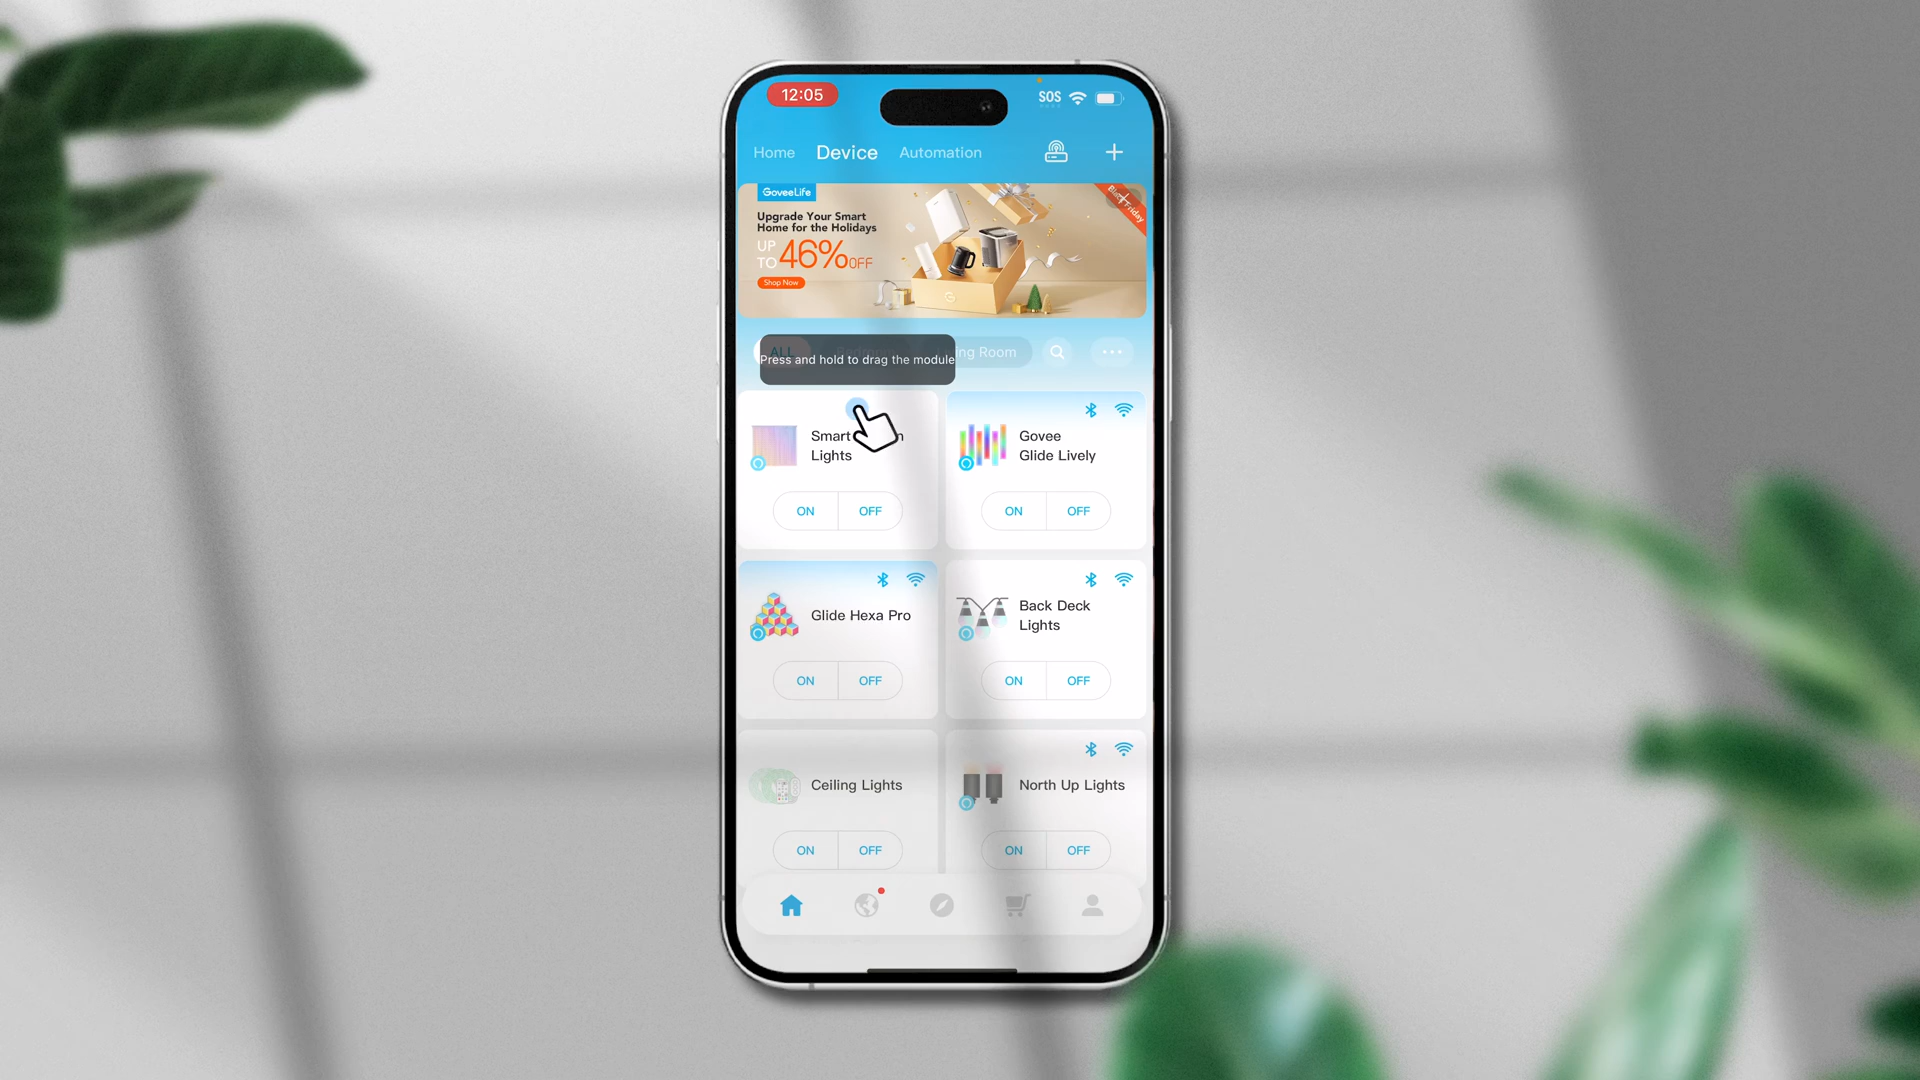 12:05
SOS
Home Device Automation
GoveeLife
Black Friday
Upgrade Your Smart
Home for the Holidays
UP
TO 46% OFF
Shop Now
ALL
ng Room
Press and hold to drag the module
Smart
n
Lights
Govee
Glide Lively
ON OFF
ON OFF
Glide Hexa Pro
Back Deck
Lights
ON OFF
ON OFF
Ceiling Lights
North Up Lights
ON OFF
ON OFF